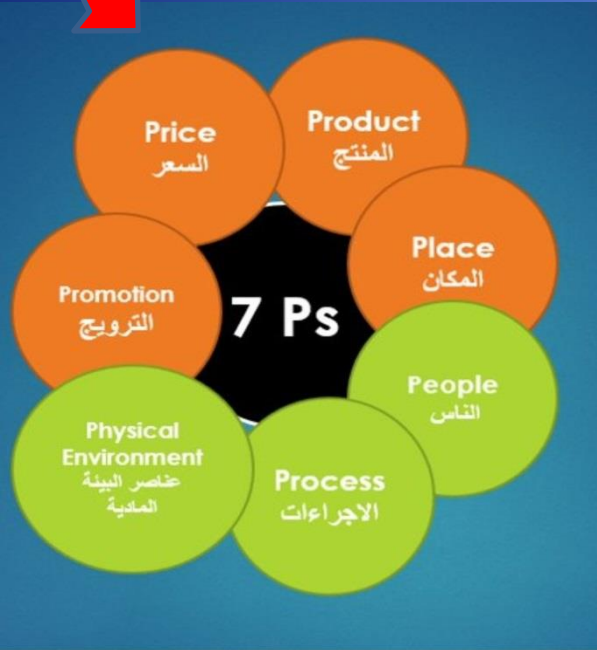 Product
المنتج
Price
السعر
Place
المكان
Promotion
الترويج
7 Ps
People
الناس
Physical
Environment
عناصر البيئة
المادية
Process
الاجراءات